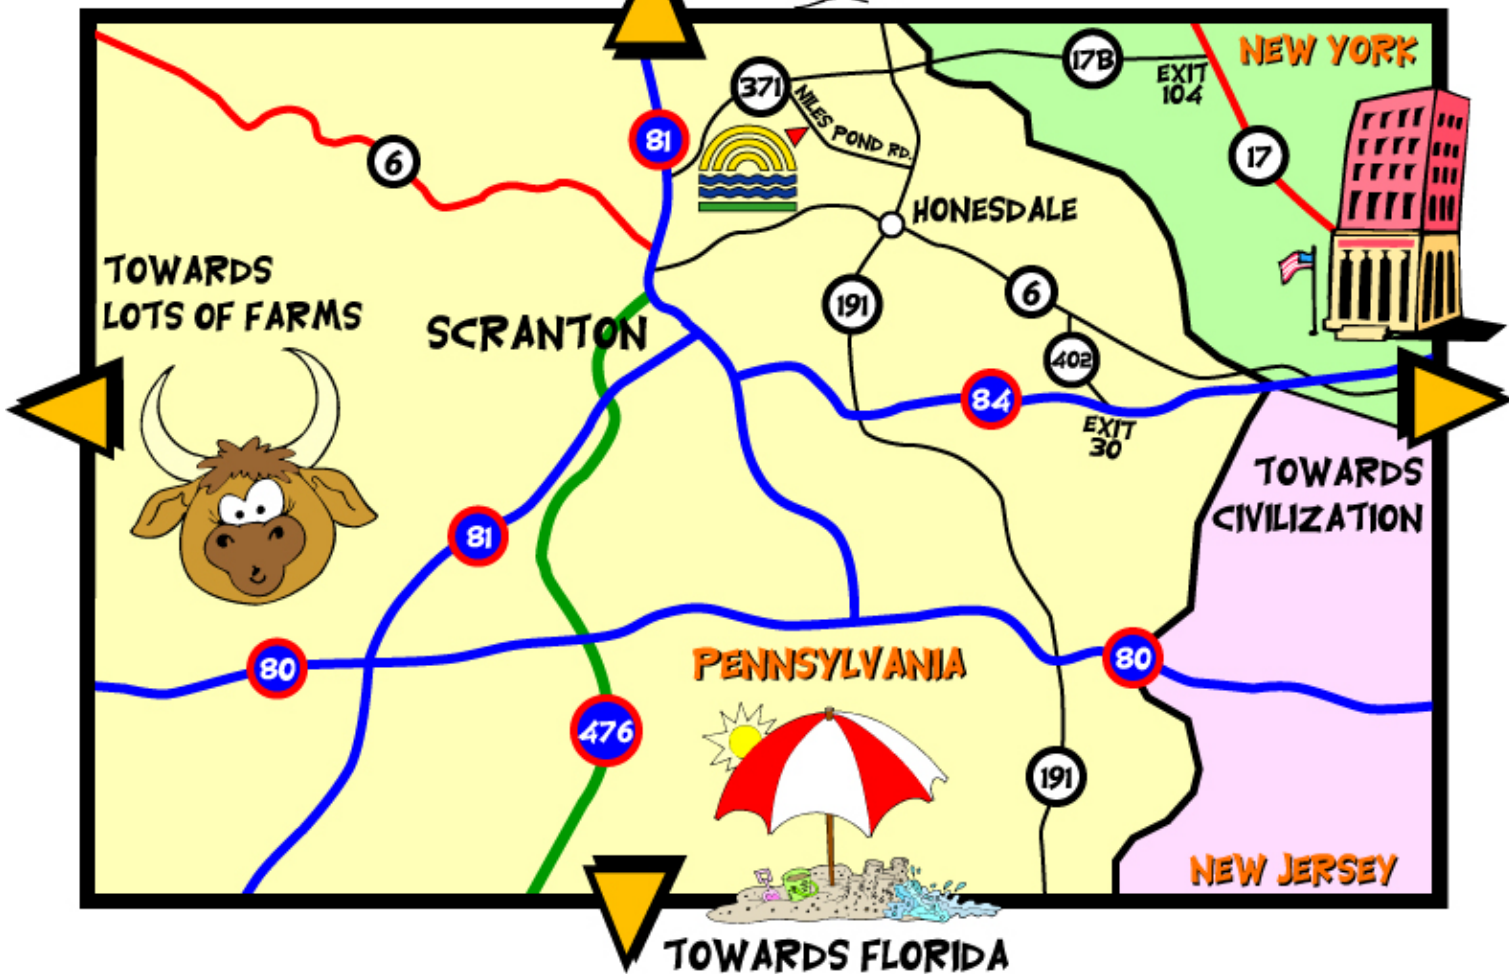 NEW YORK
17B
EXIT
104
371
NILES POND RD.
81
6
17
HONESDALE
TOWARDS
LOTS OF FARMS
191
6
SCRANTON
402
84
EXIT
30
TOWARDS
CIVILIZATION
81
80
PENNSYLVANIA
80
476
191
NEW JERSEY
TOWARDS FLORIDA